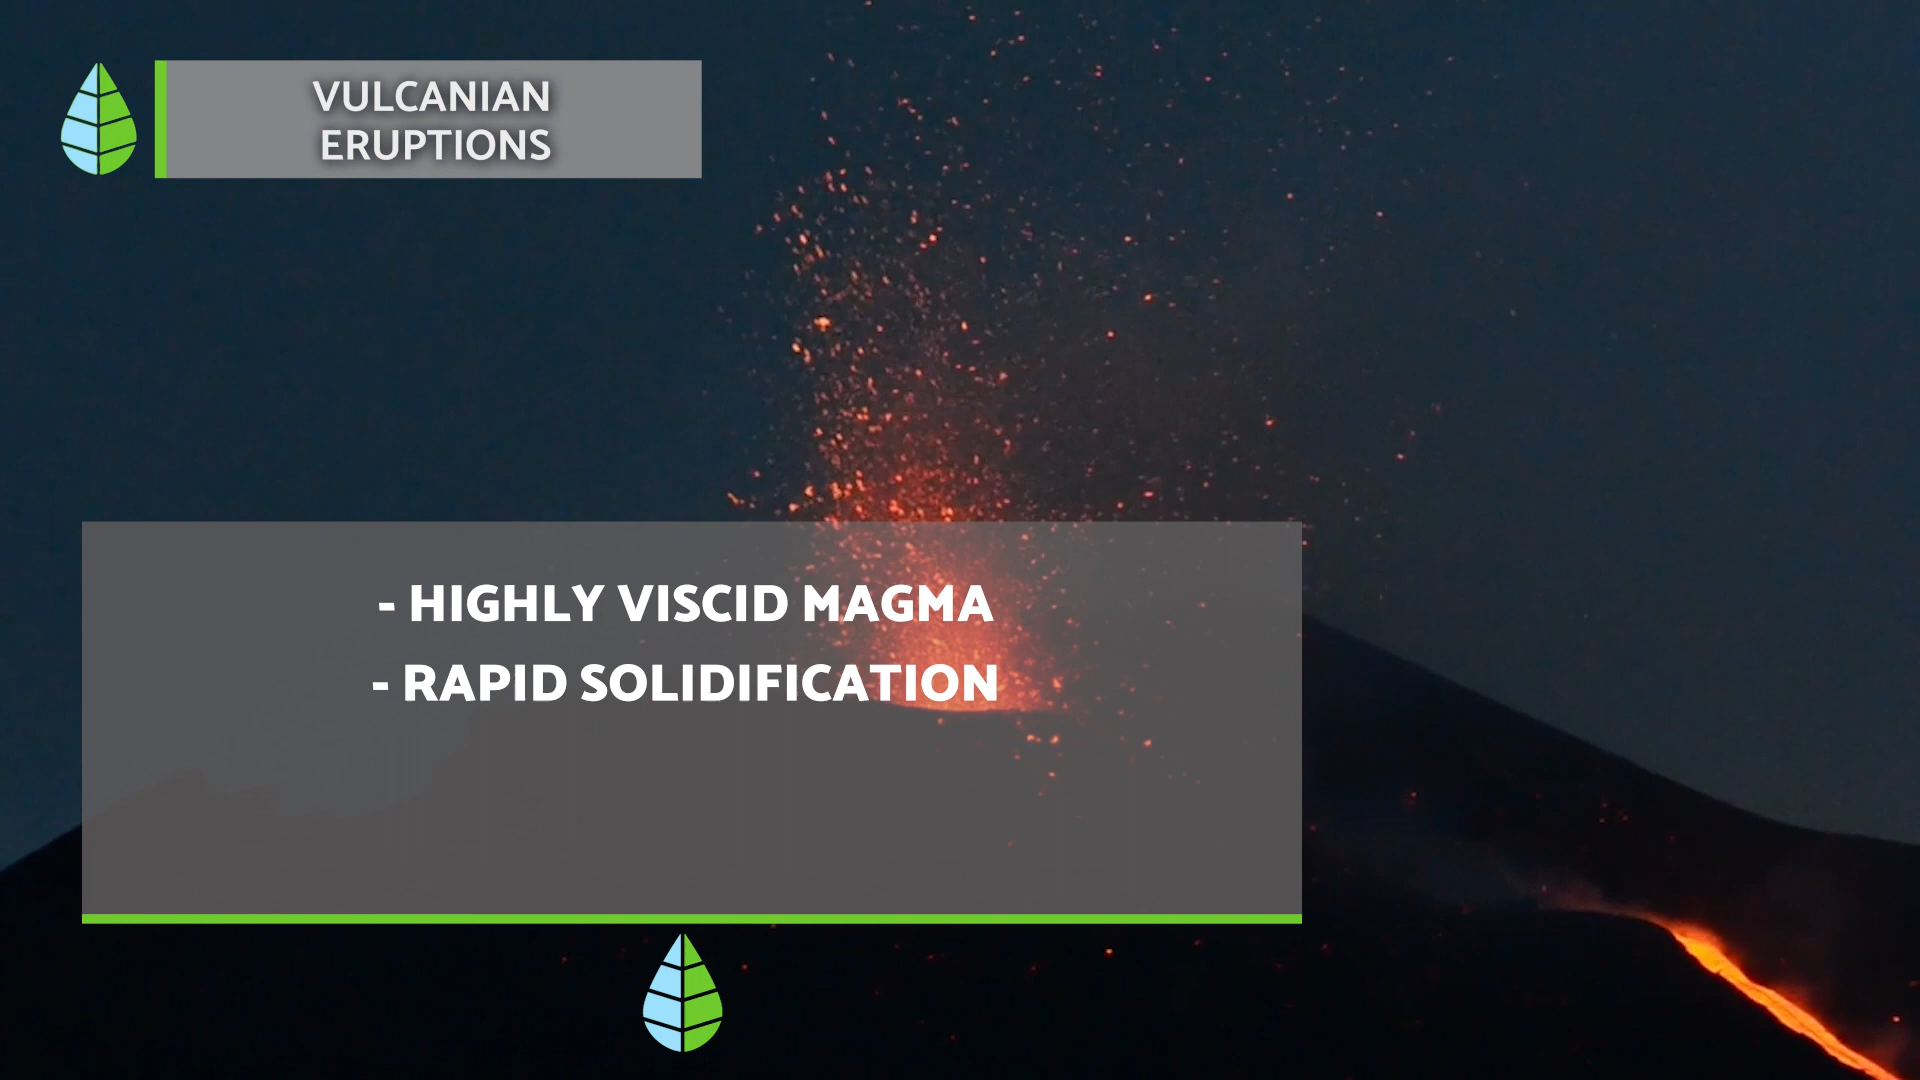 VULCANIAN
ERUPTIONS
- HIGHLY VISCID MAGMA
- RAPID SOLIDIFICATION